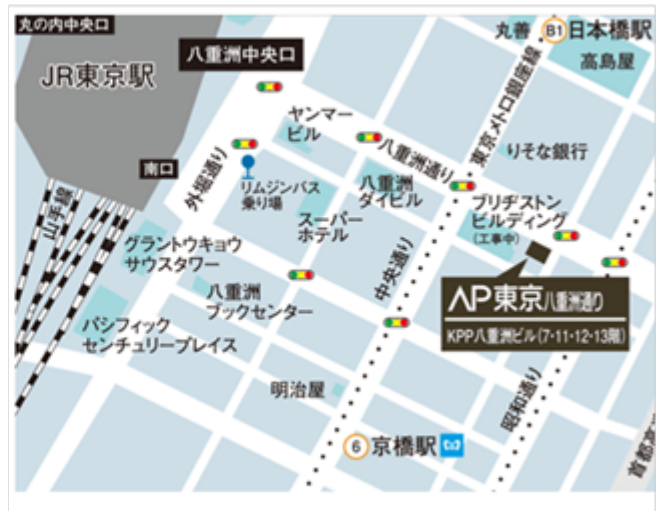 丸の内中央口
JR東京駅
八重洲中央口
丸善
B1
日本橋駅
高島屋
ヤンマー
ビル
八重洲通り
東京メトロ銀座線
りそな銀行
南口
外堀通り
リムジンバス
乗り場
八重洲
ダイビル
ブリヂストン
ビルディング
(工事中)
山手線
スーパー
ホテル
グラントウキョウ
サウスタワー
中央通り
八重洲
ブックセンター
AP東京八重洲通り
KPP八重洲ビル(7・11・12・13階)
パシフィック
センチュリープレイス
明治屋
昭和通り
6
京橋駅
首都高